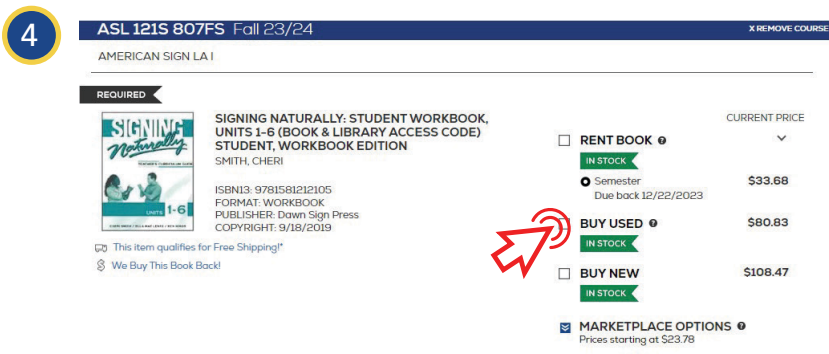 4
ASL 121S 807FS Fall 23/24
X REMOVE COURSE
AMERICAN SIGN LA I
REQUIRED
SIGNING
Naturally
UNITS 1-6
SIGNING NATURALLY: STUDENT WORKBOOK,
UNITS 1-6 (BOOK & LIBRARY ACCESS CODE)
STUDENT, WORKBOOK EDITION
SMITH, CHERI
ISBN13: 9781581212105
FORMAT: WORKBOOK
PUBLISHER: Dawn Sign Press
COPYRIGHT: 9/18/2019
This item qualifies for Free Shipping!*
We Buy This Book Back!
CURRENT PRICE
RENT BOOK ?
IN STOCK
Semester $33.68
Due back 12/22/2023
BUY USED ? $80.83
IN STOCK
BUY NEW $108.47
IN STOCK
MARKETPLACE OPTIONS ?
Prices starting at $23.78